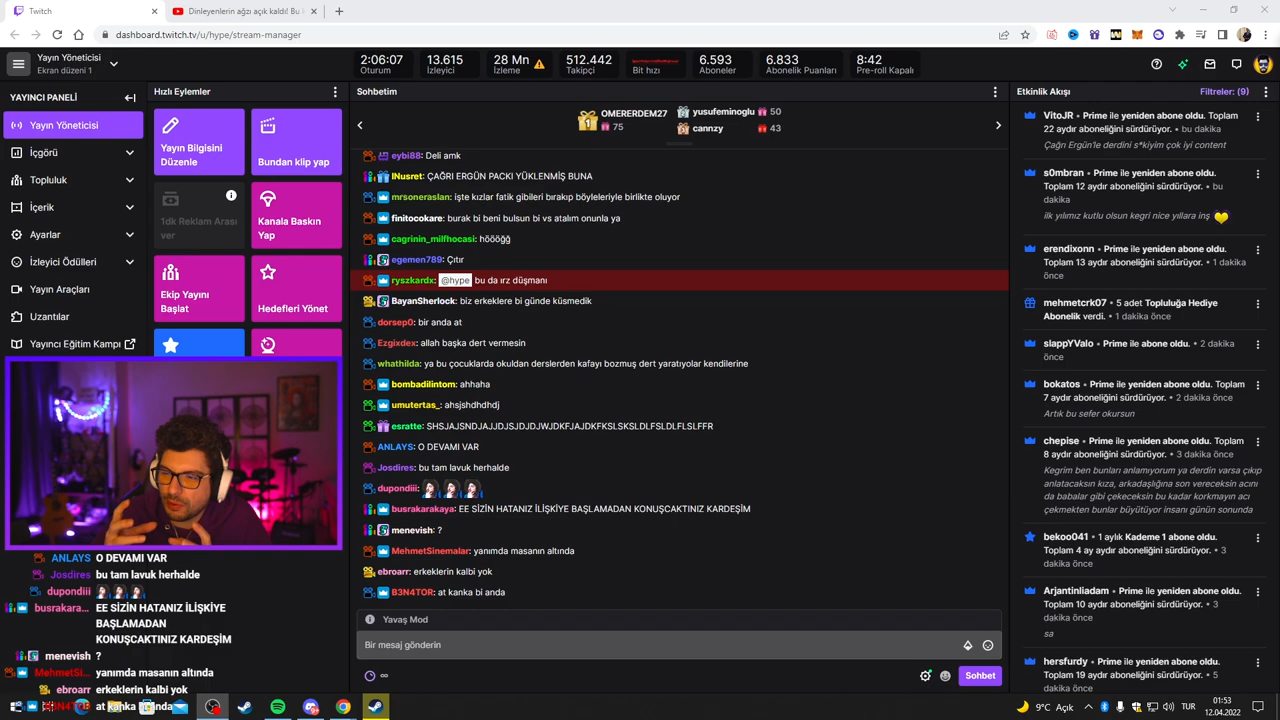 Twitch
Dinleyenlerin ağzı açık kaldı! Bu
dashboard.twitch.tv/u/hype/stream-manager
Yayın Yöneticisi
Ekran düzeni 1
2:06:07
Oturum
13.615
İzleyici
28 Mn
İzleme
512.442
Takipçi
Bit hızı
6.593
Aboneler
6.833
Abonelik Puanları
8:42
Pre-roll Kapalı
YAYINCI PANELİ
Yayın Yöneticisi
İçgörü
Topluluk
İçerik
Ayarlar
İzleyici Ödülleri
Yayın Araçları
Uzantılar
Yayıncı Eğitim Kampı
Hızlı Eylemler
Yayın Bilgisini
Düzenle
Bundan klip yap
1dk Reklam Arası
ver
Kanala Baskın
Yap
Ekip Yayını
Başlat
Hedefleri Yönet
Sohbetim
1
OMERERDEM27
75
2
yusufeminoglu
50
3
cannzy
43
eybi88: Deli amk
INusret: ÇAĞRI ERGÜN PACKI YÜKLENMİŞ BUNA
mrsoneraslan: işte kızlar fatik gibileri bırakıp böyleleriyle birlikte oluyor
finitocokare: burak bi beni bulsun bi vs atalım onunla ya
cagrinin_milfhocasi: höööğğ
egemen789: Çıtır
ryszkardx: @hype bu da ırz düşmanı
BayanSherlock: biz erkeklere bi günde küsmedik
dorsep0: bir anda at
Ezgixdex: allah başka dert vermesin
whathilda: ya bu çocuklarda okuldan derslerden kafayı bozmuş dert yaratıyolar kendilerine
bombadilintom: ahhaha
umutertas_: ahsjshdhdhdj
esratte: SHSJAJSNDJAJJDJSJDJDJWJDKFJAJDKFKSLSKSLDLFSLDLFLSLFFR
ANLAYS: O DEVAMI VAR
Josdires: bu tam lavuk herhalde
dupondiii:
busrakarakaya: EE SİZİN HATANIZ İLİŞKİYE BAŞLAMADAN KONUŞCAKTINIZ KARDEŞİM
menevish: ?
MehmetSinemalar: yanımda masanın altında
ebroarr: erkeklerin kalbi yok
B3N4TOR: at kanka bi anda
Yavaş Mod
Bir mesaj gönderin
∞
Sohbet
Etkinlik Akışı
Filtreler: (9)
VitoJR • Prime ile yeniden abone oldu. Toplam
22 aydır aboneliğini sürdürüyor. • bu dakika
Çağrı Ergün'le derdini s*kiyim çok iyi content
s0mbran • Prime ile yeniden abone oldu.
Toplam 12 aydır aboneliğini sürdürüyor. • bu
dakika
ilk yılımız kutlu olsun kegri nice yıllara inş
erendixonn • Prime ile yeniden abone oldu.
Toplam 13 aydır aboneliğini sürdürüyor. • 1
dakika önce
mehmetcrk07 • 5 adet Topluluğa Hediye
Abonelik verdi. • 1 dakika önce
slappYValo • Prime ile abone oldu. • 2 dakika
önce
bokatos • Prime ile yeniden abone oldu. Toplam
7 aydır aboneliğini sürdürüyor. • 2 dakika önce
Artık bu sefer okursun
chepise • Prime ile yeniden abone oldu. Toplam
8 aydır aboneliğini sürdürüyor. • 3 dakika önce
Kegrim ben bunları anlamıyorum ya derdin varsa çıkıp
anlatacaksın kıza, arkadaşlığına son vereceksin acını
da babalar gibi çekeceksin bu kadar korkmayın acı
çekmekten bunlar büyütüyor insanı günün sonunda
bekoo041 • 1 aylık Kademe 1 abone oldu.
Toplam 4 ay aydır aboneliğini sürdürüyor. • 3
dakika önce
Arjantinliadam • Prime ile yeniden abone oldu.
Toplam 10 aydır aboneliğini sürdürüyor. • 3
dakika önce
sa
hersfurdy • Prime ile yeniden abone oldu.
Toplam 19 aydır aboneliğini sürdürüyor. • 5
dakika önce
ANLAYS O DEVAMI VAR
Josdires bu tam lavuk herhalde
dupondiii
busrakara... EE SİZİN HATANIZ İLİŞKİYE
BAŞLAMADAN
KONUŞCAKTINIZ KARDEŞİM
menevish ?
MehmetSi... yanımda masanın altında
ebroarr erkeklerin kalbi yok
B3N4TOR at kanka bi anda
9°C Açık
TUR
01:53
12.04.2022